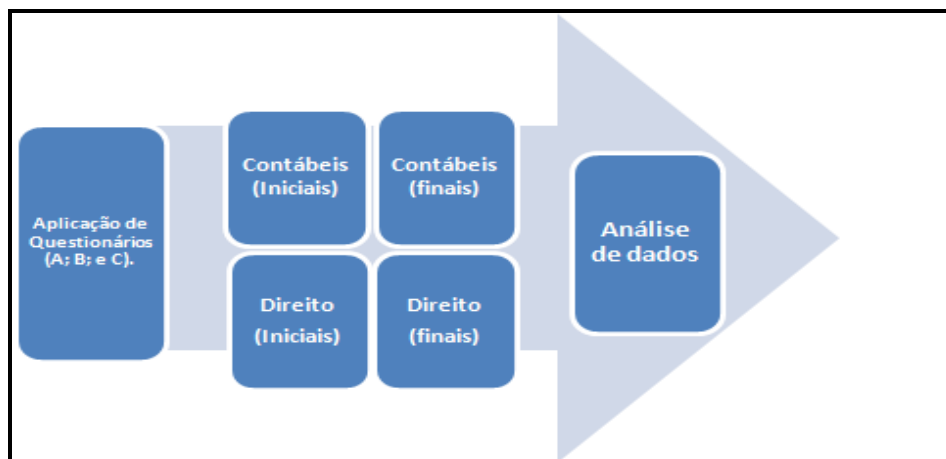 Aplicação de
Questionários
(A; B; e C).
Contábeis
(Iniciais)
Contábeis
(finais)
Direito
(Iniciais)
Direito
(finais)
Análise
de dados